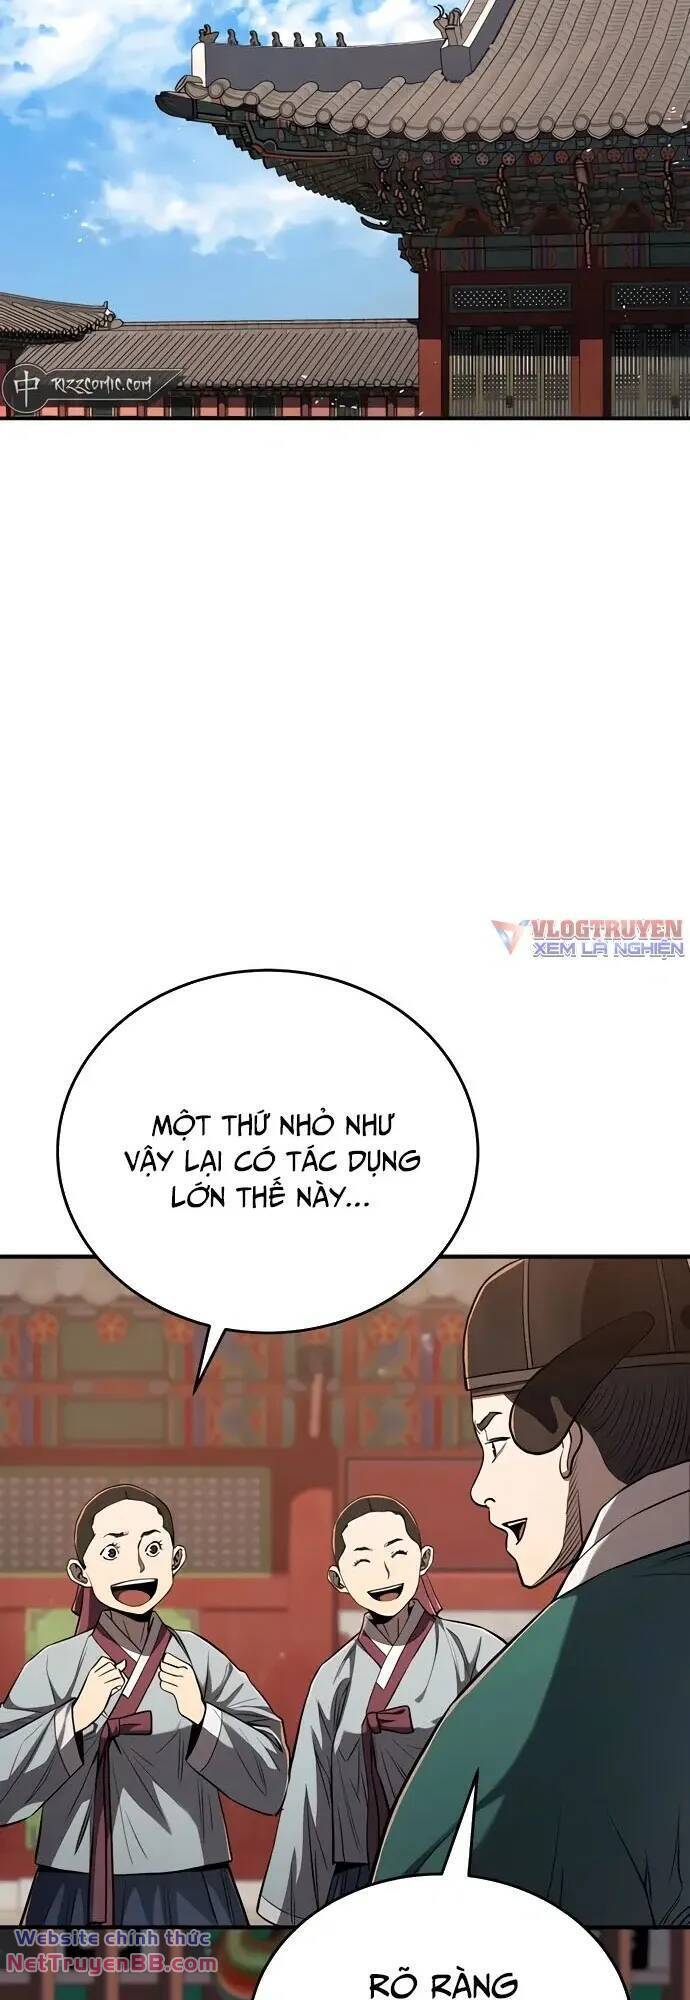 中 RIZZCOMIC.COM
VLOGTRUYEN
XEM LÀ NGHIỆN
MỘT THỨ NHỎ NHƯ
VẬY LẠI CÓ TÁC DỤNG
LỚN THẾ NÀY...
Website chính thức
NetTruyenBB.com
RÕ RÀNG